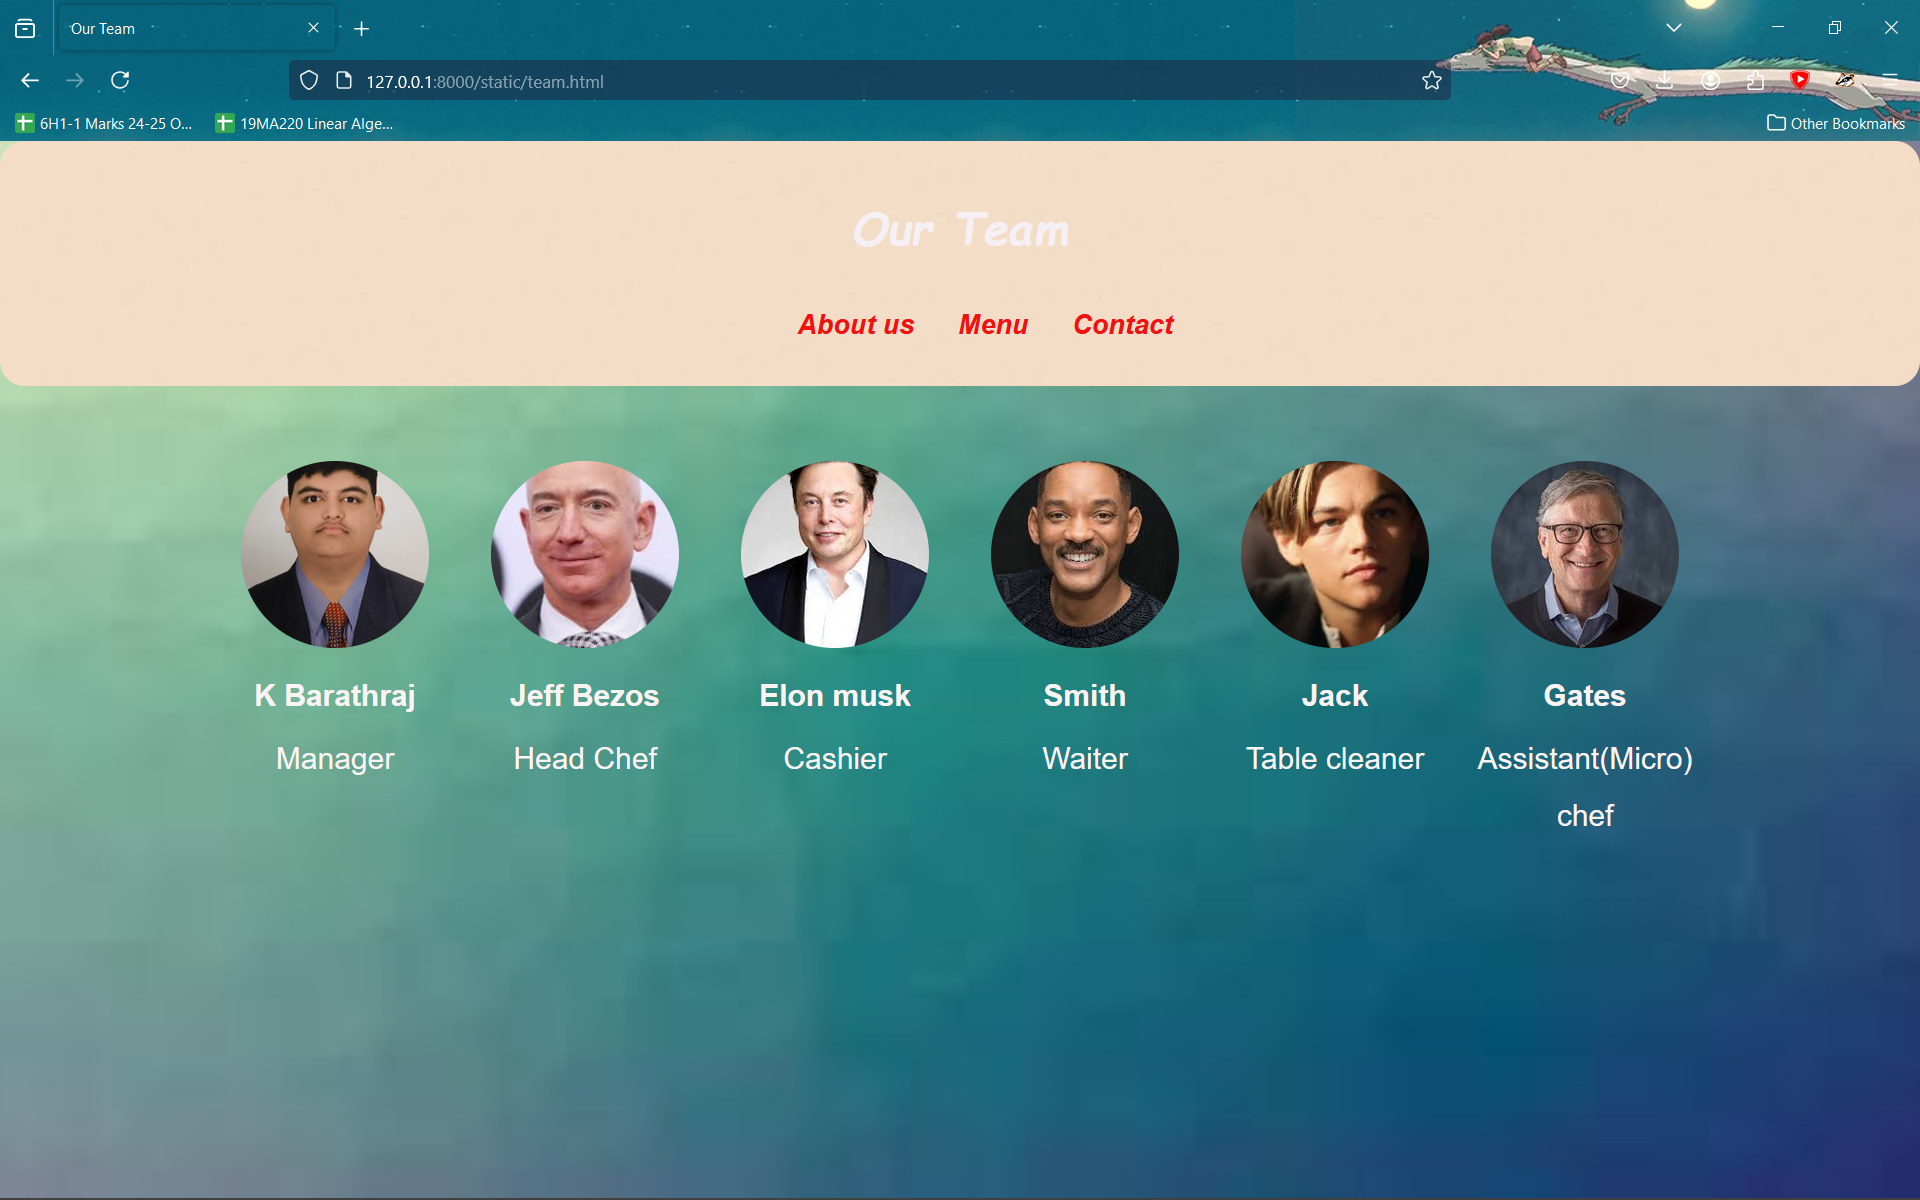 Our Team
127.0.0.1:8000/static/team.html
6H1-1 Marks 24-25 O...
19MA220 Linear Alge...
Other Bookmarks
Our Team
About us Menu Contact
K Barathraj Jeff Bezos Elon musk Smith Jack Gates
Manager Head Chef Cashier Waiter Table cleaner Assistant(Micro)
chef